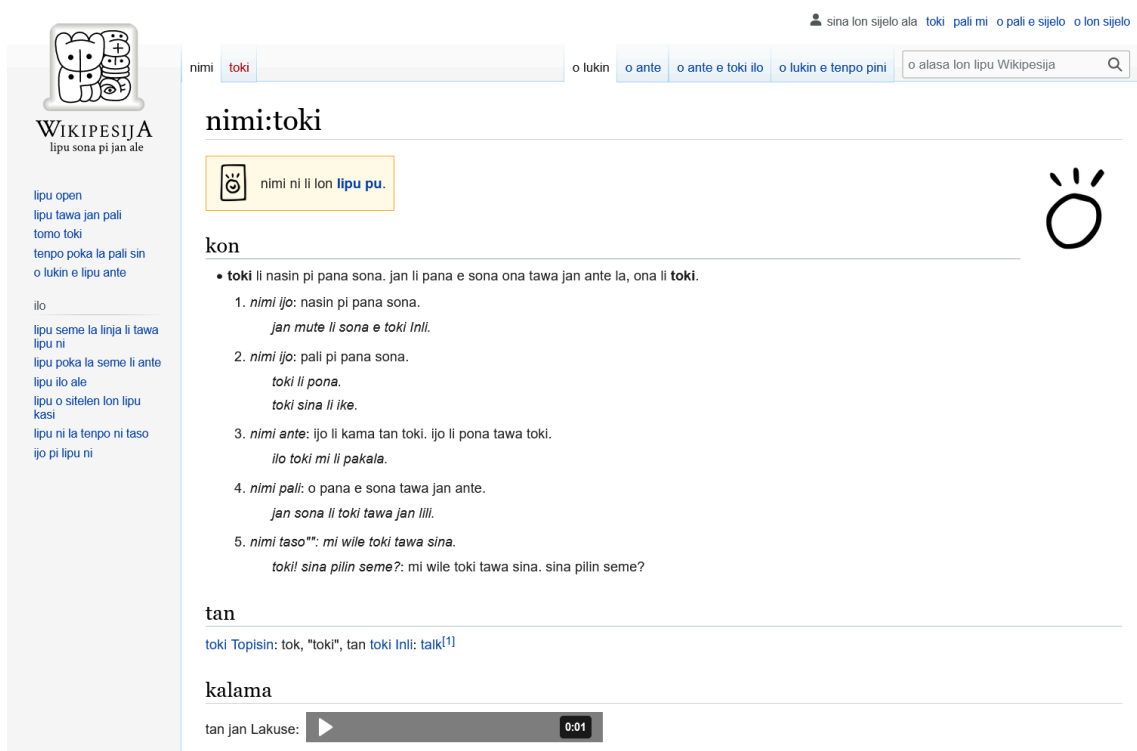 sina lon sijelo ala toki pali mi o pali e sijelo o lon sijelo
nimi toki o lukin o ante o ante e toki ilo o lukin e tempo pini o alasa lon lipu Wikipesija
WIKIPESIJA
lipu sona pi jan ale
lipu open
lipu tawa jan pali
tomo toki
tenpo poka la pali sin
o lukin e lipu ante
ilo
lipu seme la linja li tawa
lipu ni
lipu poka la seme li ante
lipu ilo ale
lipu o sitelen lon lipu
kasi
lipu ni la tenpo ni taso
ijo pi lipu ni
nimi:toki
nimi ni li lon lipu pu.
kon
• toki li nasin pi pana sona. jan li pana e sona ona tawa jan ante la, ona li toki.
1. nimi ijo: nasin pi pana sona.
jan mute li sona e toki Inli.
2. nimi ijo: pali pi pana sona.
toki li pona.
toki sina li ike.
3. nimi ante: ijo li kama tan toki. ijo li pona tawa toki.
ilo toki mi li pakala.
4. nimi pali: o pana e sona tawa jan ante.
jan sona li toki tawa jan lili.
5. nimi taso"": mi wile toki tawa sina.
toki! sina pilin seme?: mi wile toki tawa sina. sina pilin seme?
tan
toki Topisin: tok, "toki", tan toki Inli: talk[1]
kalama
tan jan Lakuse: 0:01